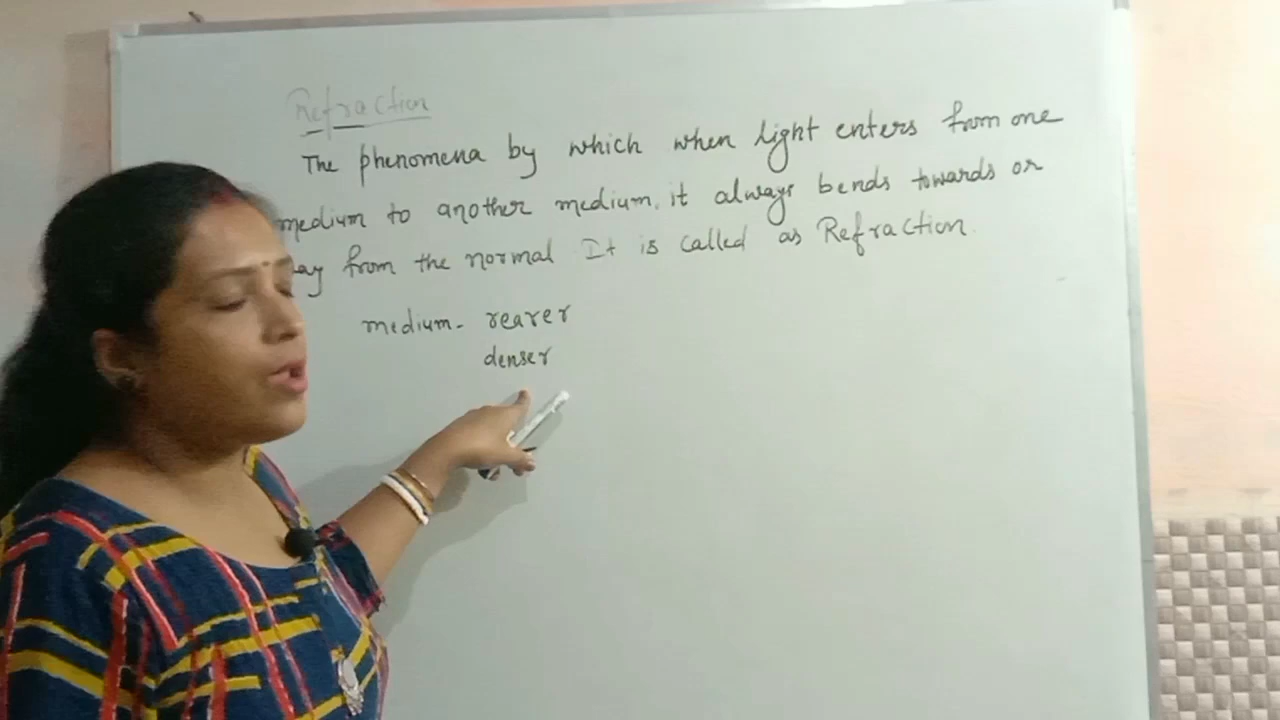 Refraction
The phenomena by which when light enters from one
medium to another medium, it always bends towards or
from the normal It is called as Refraction.
medium - rearer
denser